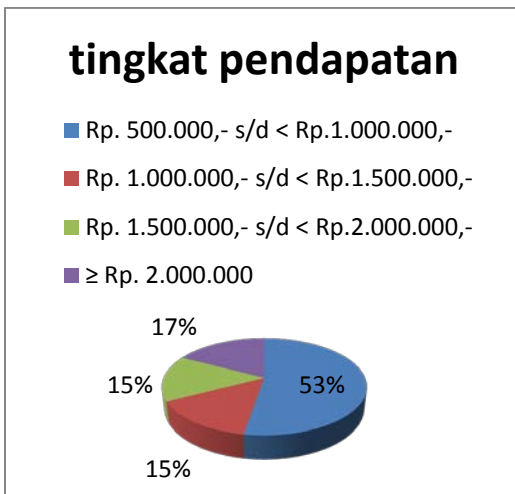 tingkat pendapatan
Rp. 500.000,- s/d < Rp.1.000.000,-
Rp. 1.000.000,- s/d < Rp.1.500.000,-
Rp. 1.500.000,- s/d < Rp.2.000.000,-
≥ Rp. 2.000.000
17%
15%
53%
15%